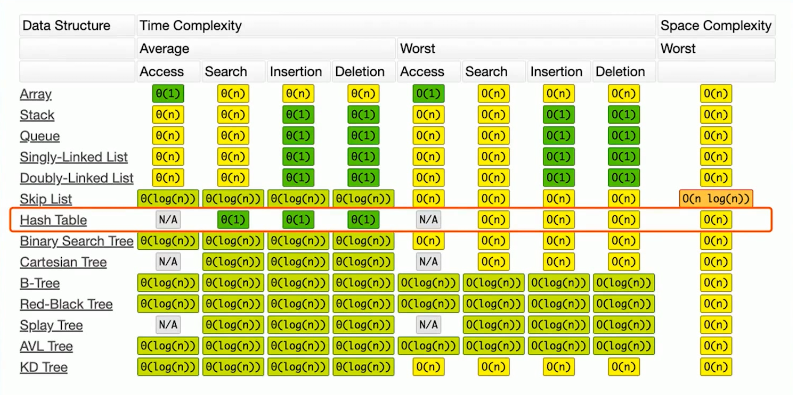 Data Structure Time Complexity Space Complexity
Average Worst Worst
Access Search Insertion Deletion Access Search Insertion Deletion
Array θ(1) θ(n) θ(n) θ(n) O(1) O(n) O(n) O(n) O(n)
Stack θ(n) θ(n) θ(1) θ(1) O(n) O(n) O(1) O(1) O(n)
Queue θ(n) θ(n) θ(1) θ(1) O(n) O(n) O(1) O(1) O(n)
Singly-Linked List θ(n) θ(n) θ(1) θ(1) O(n) O(n) O(1) O(1) O(n)
Doubly-Linked List θ(n) θ(n) θ(1) θ(1) O(n) O(n) O(1) O(1) O(n)
Skip List θ(log(n)) θ(log(n)) θ(log(n)) θ(log(n)) O(n) O(n) O(n) O(n) O(n log(n))
Hash Table N/A θ(1) θ(1) θ(1) N/A O(n) O(n) O(n) O(n)
Binary Search Tree θ(log(n)) θ(log(n)) θ(log(n)) θ(log(n)) O(n) O(n) O(n) O(n) O(n)
Cartesian Tree N/A θ(log(n)) θ(log(n)) θ(log(n)) N/A O(n) O(n) O(n) O(n)
B-Tree θ(log(n)) θ(log(n)) θ(log(n)) θ(log(n)) O(log(n)) O(log(n)) O(log(n)) O(log(n)) O(n)
Red-Black Tree θ(log(n)) θ(log(n)) θ(log(n)) θ(log(n)) O(log(n)) O(log(n)) O(log(n)) O(log(n)) O(n)
Splay Tree N/A θ(log(n)) θ(log(n)) θ(log(n)) N/A O(log(n)) O(log(n)) O(log(n)) O(n)
AVL Tree θ(log(n)) θ(log(n)) θ(log(n)) θ(log(n)) O(log(n)) O(log(n)) O(log(n)) O(log(n)) O(n)
KD Tree θ(log(n)) θ(log(n)) θ(log(n)) θ(log(n)) O(n) O(n) O(n) O(n) O(n)